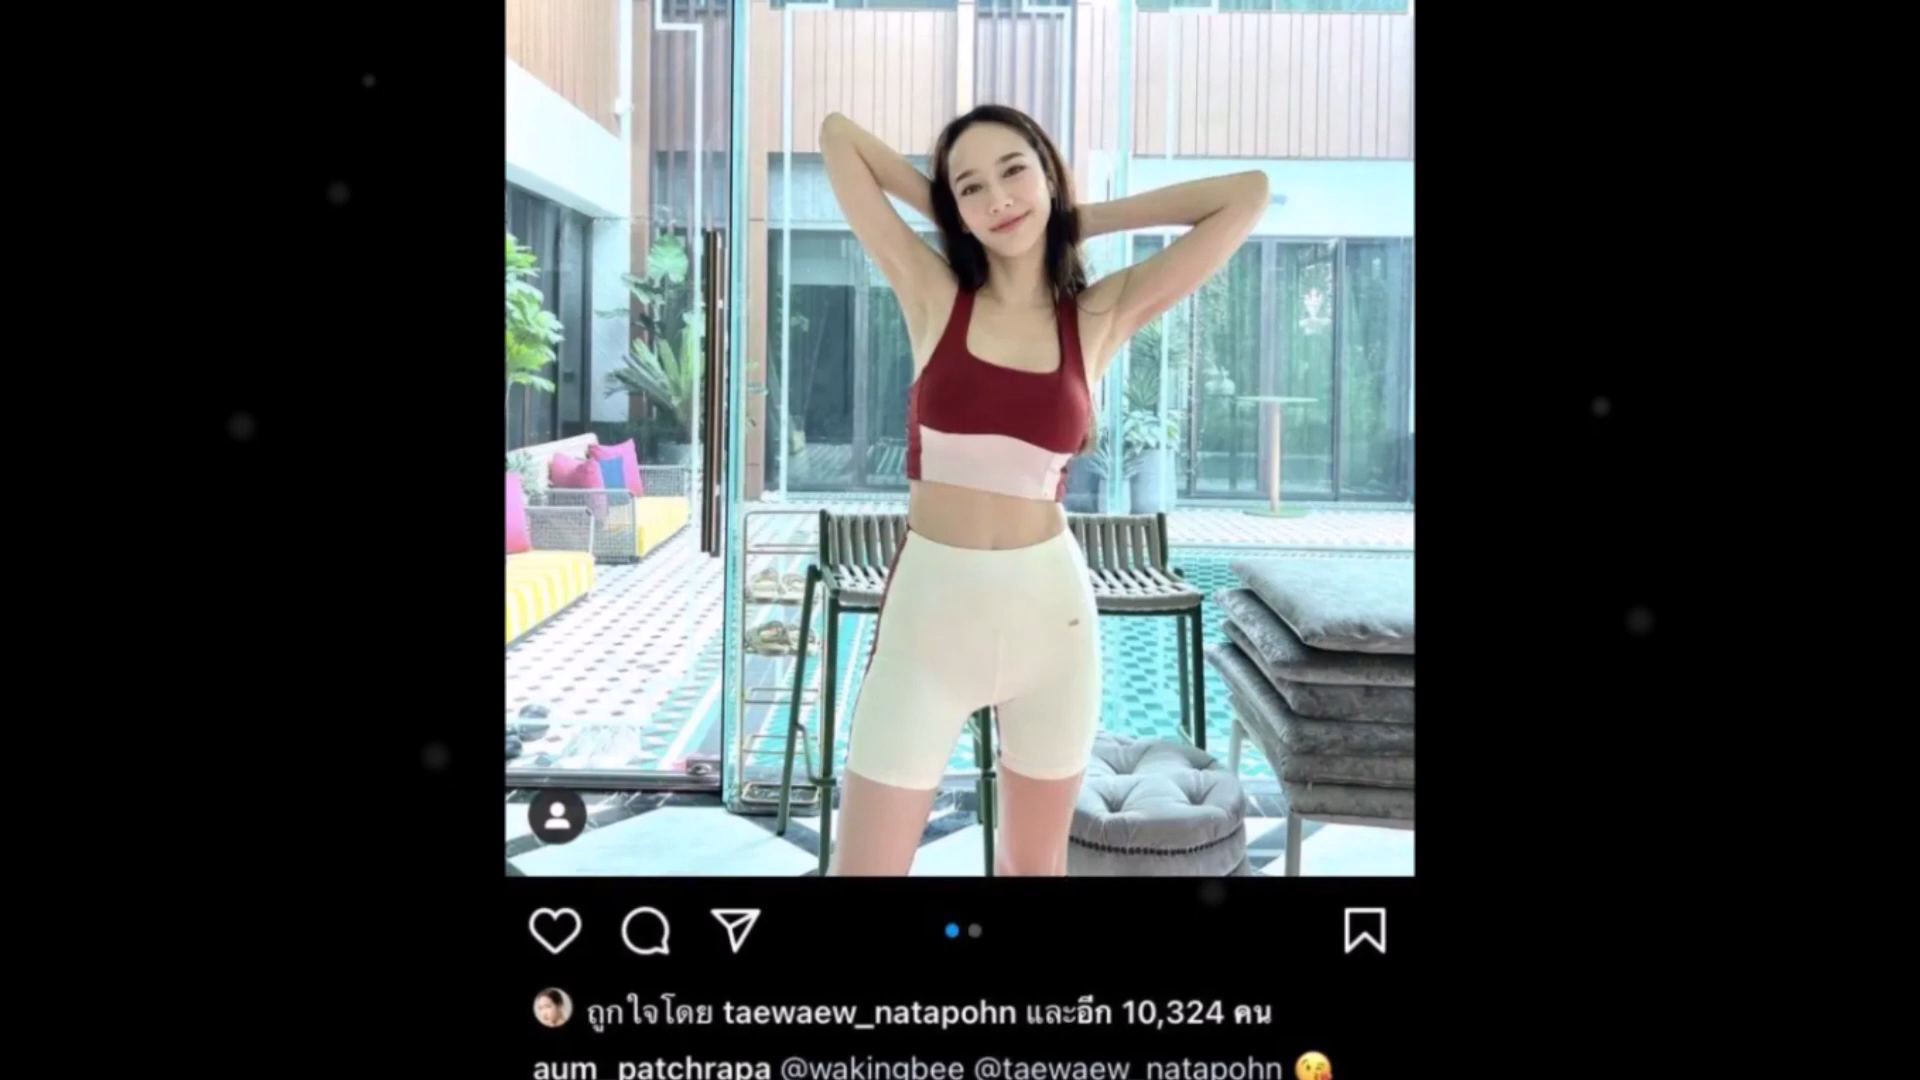 ถูกใจโดย taewaew_natapohn และอีก 10,324 คน
aum_patchrapa @wakingbee @taewaew_natapohn 😘